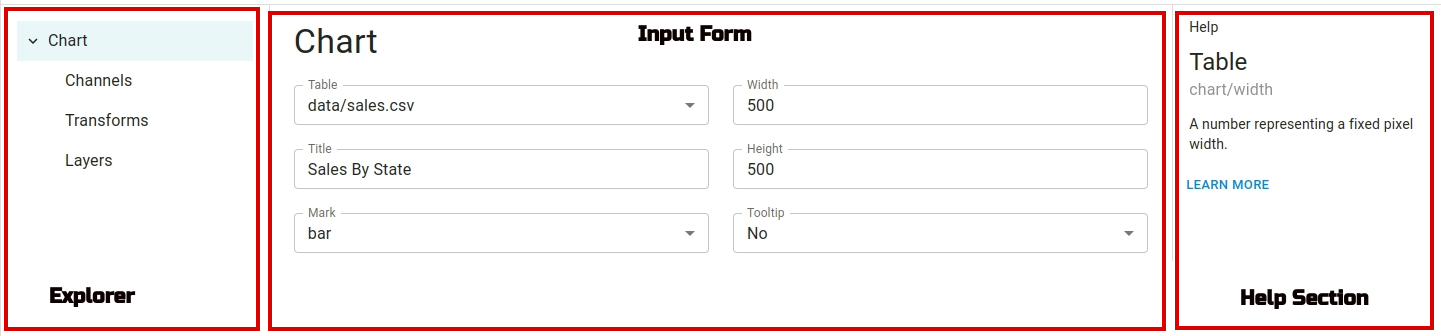 Chart
Channels
Transforms
Layers
Explorer
Input Form
Chart
Table
data/sales.csv
Width
500
Title
Sales By State
Height
500
Mark
bar
Tooltip
No
Help
Table
chart/width
A number representing a fixed pixel
width.
LEARN MORE
Help Section